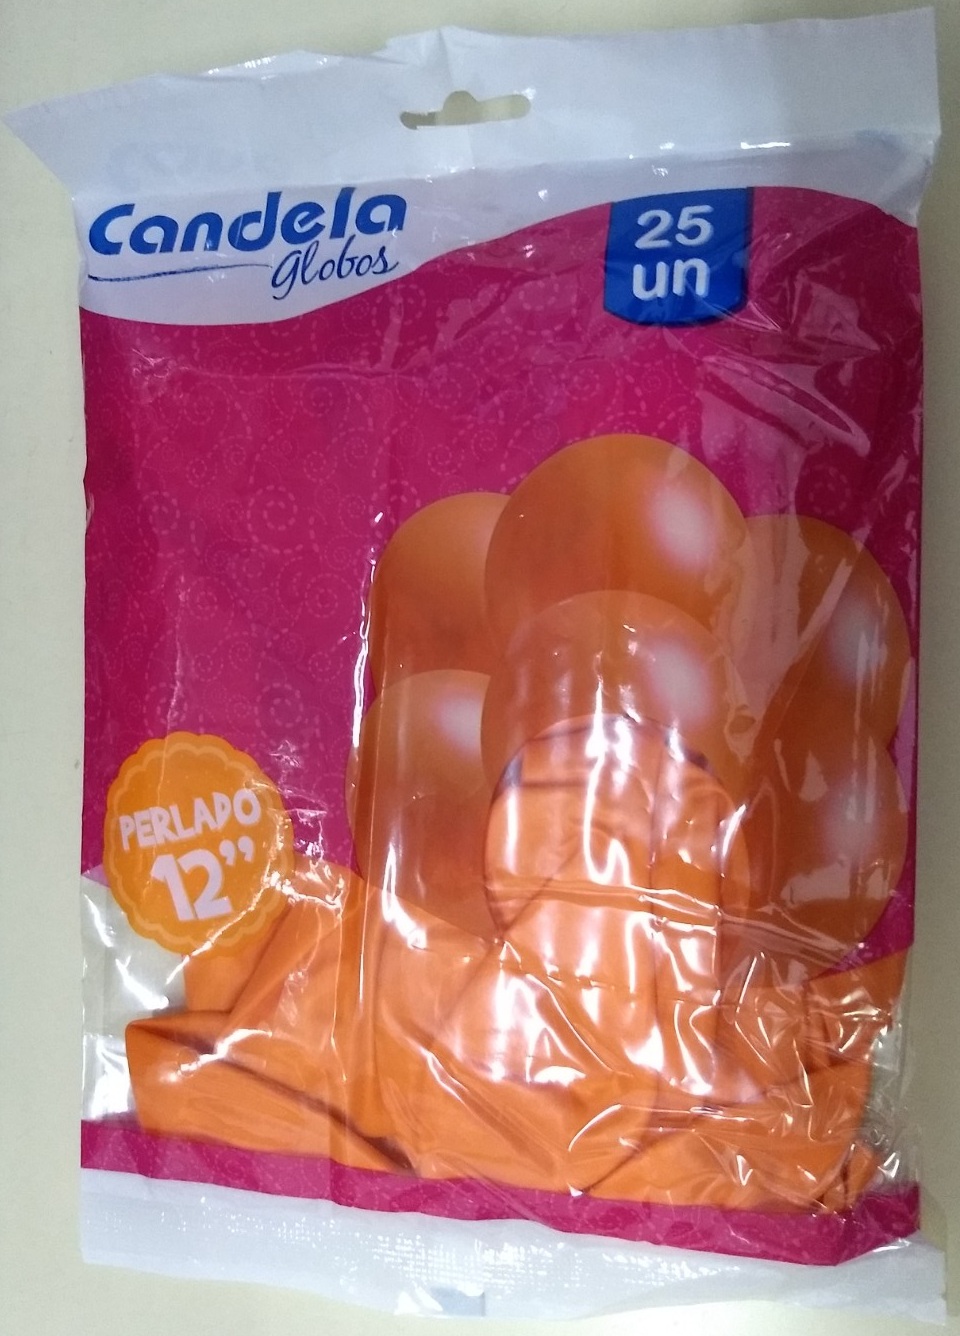 Candela
globos
25
un
PERLADO
12”